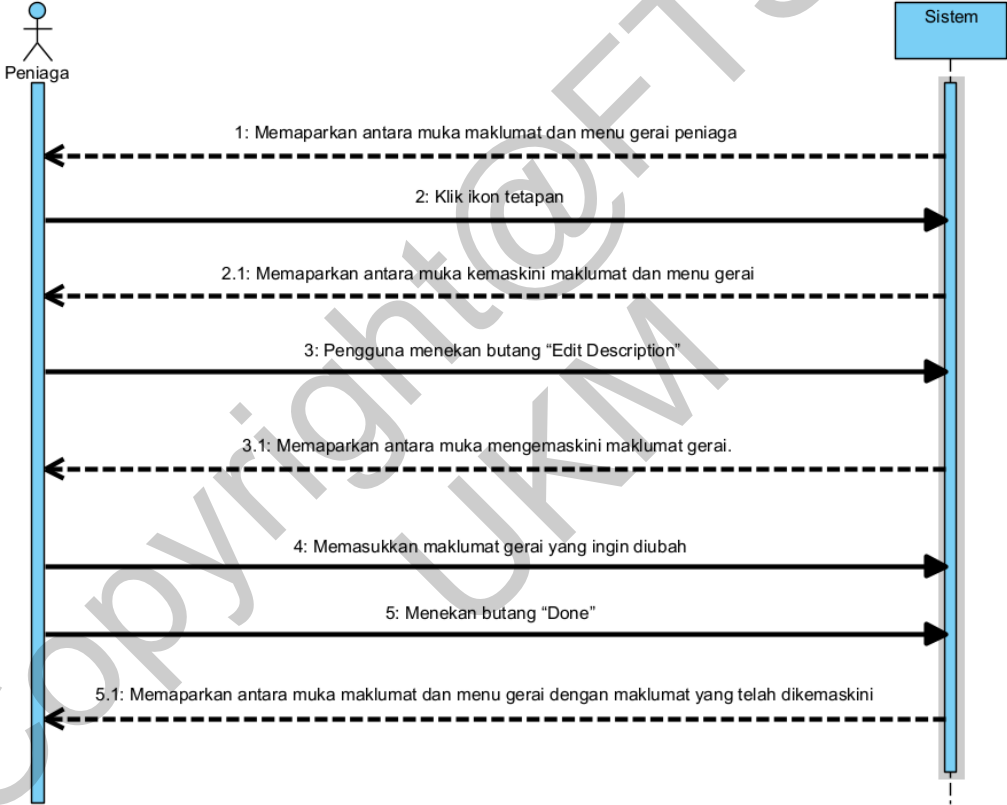 Sistem
Peniaga
1: Memaparkan antara muka maklumat dan menu gerai peniaga
2: Klik ikon tetapan
2.1: Memaparkan antara muka kemaskini maklumat dan menu gerai
3: Pengguna menekan butang “Edit Description”
3.1: Memaparkan antara muka mengemaskini maklumat gerai.
4: Memasukkan maklumat gerai yang ingin diubah
5: Menekan butang “Done”
5.1: Memaparkan antara muka maklumat dan menu gerai dengan maklumat yang telah dikemaskini
Copyright@FTS
UKM